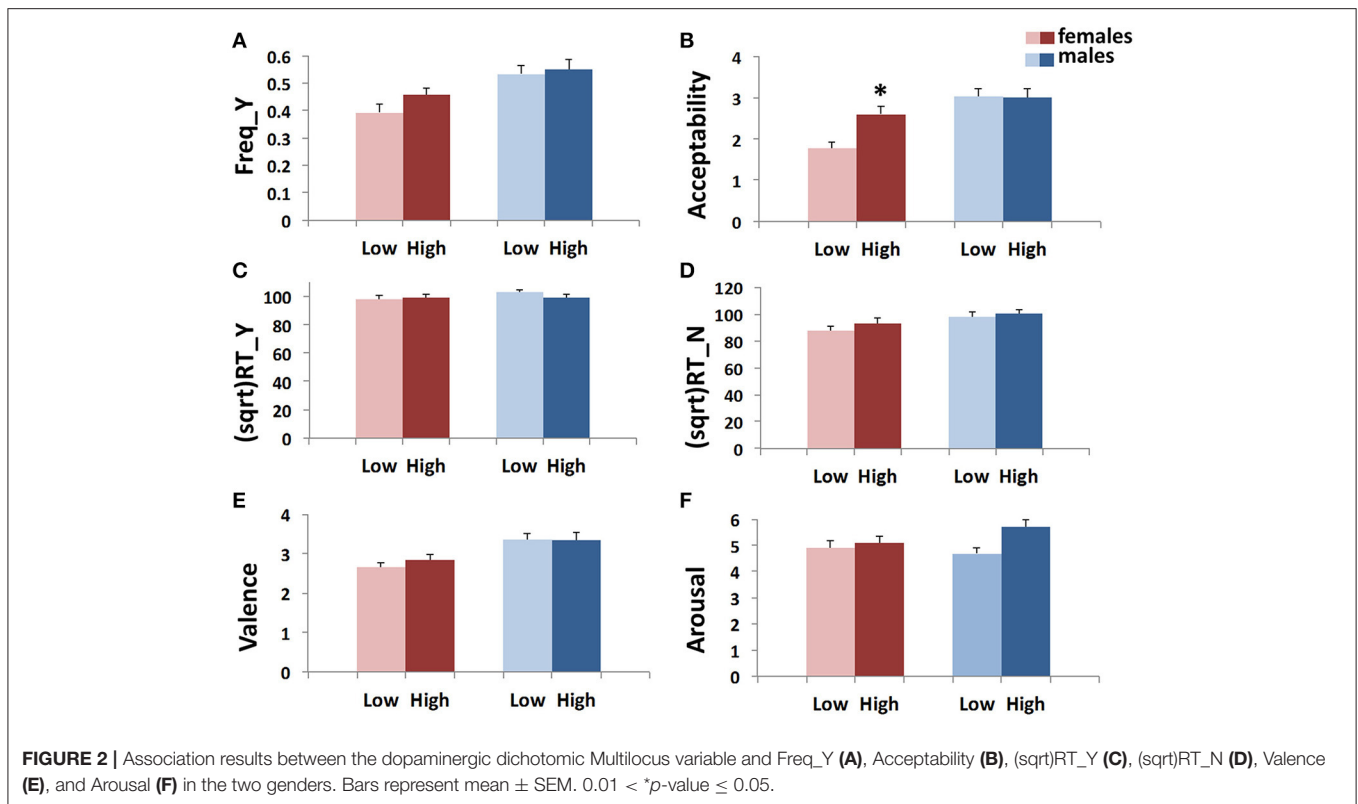 A
Freq_Y
0.6
0.5
0.4
0.3
0.2
0.1
0
Low High
Low High
B
females
males
Acceptability
4
3
2
1
0
*
Low High
Low High
C
(sqrt)RT_Y
100
80
60
40
20
0
Low High
Low High
D
(sqrt)RT_N
120
100
80
60
40
20
0
Low High
Low High
E
Valence
4
3
2
1
0
Low High
Low High
F
Arousal
6
5
4
3
2
1
0
Low High
Low High
FIGURE 2 | Association results between the dopaminergic dichotomic Multilocus variable and Freq_Y (A), Acceptability (B), (sqrt)RT_Y (C), (sqrt)RT_N (D), Valence
(E), and Arousal (F) in the two genders. Bars represent mean ± SEM. 0.01 < *p-value ≤ 0.05.